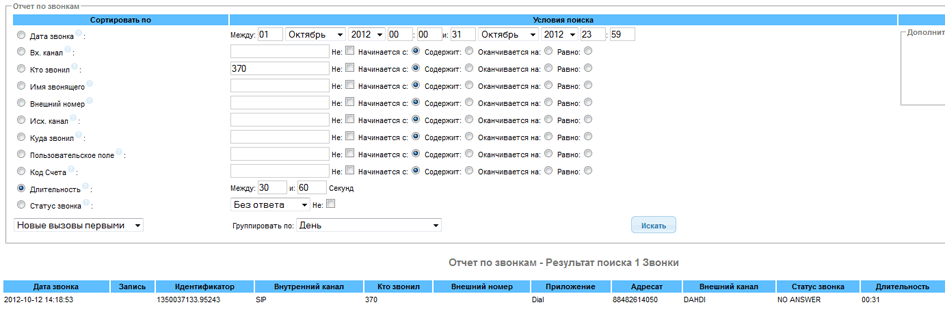 Отчет по звонкам
Сортировать по Условия поиска
Дата звонка : Между: 01 Октябрь 2012 00 : 00 и: 31 Октябрь 2012 23 : 59 Дополнит
Вх. канал : Не: Начинается с: Содержит: Оканчивается на: Равно:
Кто звонил : 370 Не: Начинается с: Содержит: Оканчивается на: Равно:
Имя звонящего Не: Начинается с: Содержит: Оканчивается на: Равно:
Внешний номер Не: Начинается с: Содержит: Оканчивается на: Равно:
Исх. канал : Не: Начинается с: Содержит: Оканчивается на: Равно:
Куда звонил : Не: Начинается с: Содержит: Оканчивается на: Равно:
Пользовательское поле : Не: Начинается с: Содержит: Оканчивается на: Равно:
Код Счета : Не: Начинается с: Содержит: Оканчивается на: Равно:
Длительность : Между: 30 и: 60 Секунд
Статус звонка : Без ответа Не:
Новые вызовы первыми Группировать по: День Искать
Отчет по звонкам - Результат поиска 1 Звонки
Дата звонка Запись Идентификатор Внутренний канал Кто звонил Внешний номер Приложение Адресат Внешний канал Статус звонка Длительность
2012-10-12 14:18:53 1350037133.95243 SIP 370 Dial 88482614050 DAHDI NO ANSWER 00:31